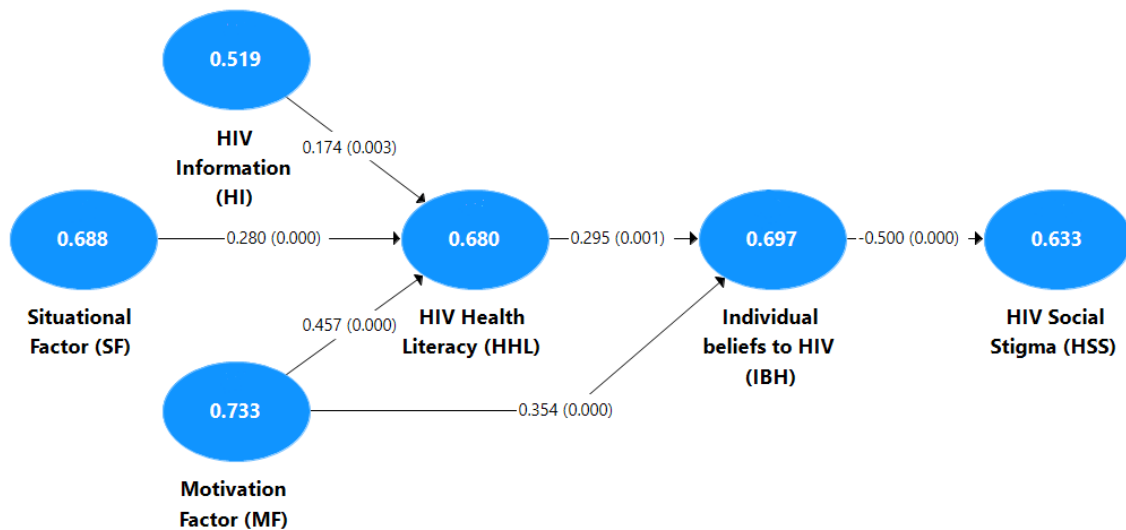 0.519
HIV
Information
(HI)
0.174 (0.003)
0.688
Situational
Factor (SF)
0.280 (0.000)
0.680
HIV Health
Literacy (HHL)
0.295 (0.001)
0.697
Individual
beliefs to HIV
(IBH)
-0.500 (0.000)
0.633
HIV Social
Stigma (HSS)
0.457 (0.000)
0.733
Motivation
Factor (MF)
0.354 (0.000)